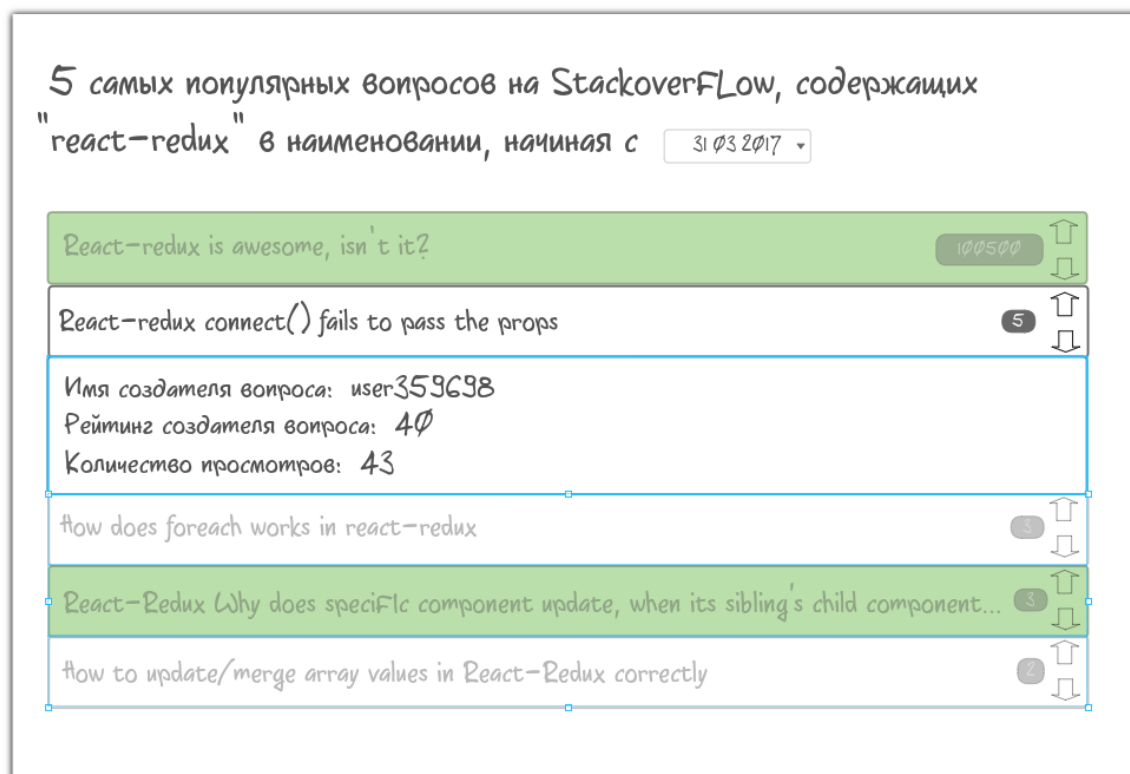 5 самых популярных вопросов на StackoverFLow, содержащих
"react-redux" в наименовании, начиная с 31 03 2017
React-redux is awesome, isn't it? 100500
React-redux connect() fails to pass the props 5
Имя создателя вопроса: user359698
Рейтинг создателя вопроса: 40
Количество просмотров: 43
How does foreach works in react-redux 3
React-Redux Why does speciFIc component update, when its sibling's child component... 3
How to update/merge array values in React-Redux correctly 2